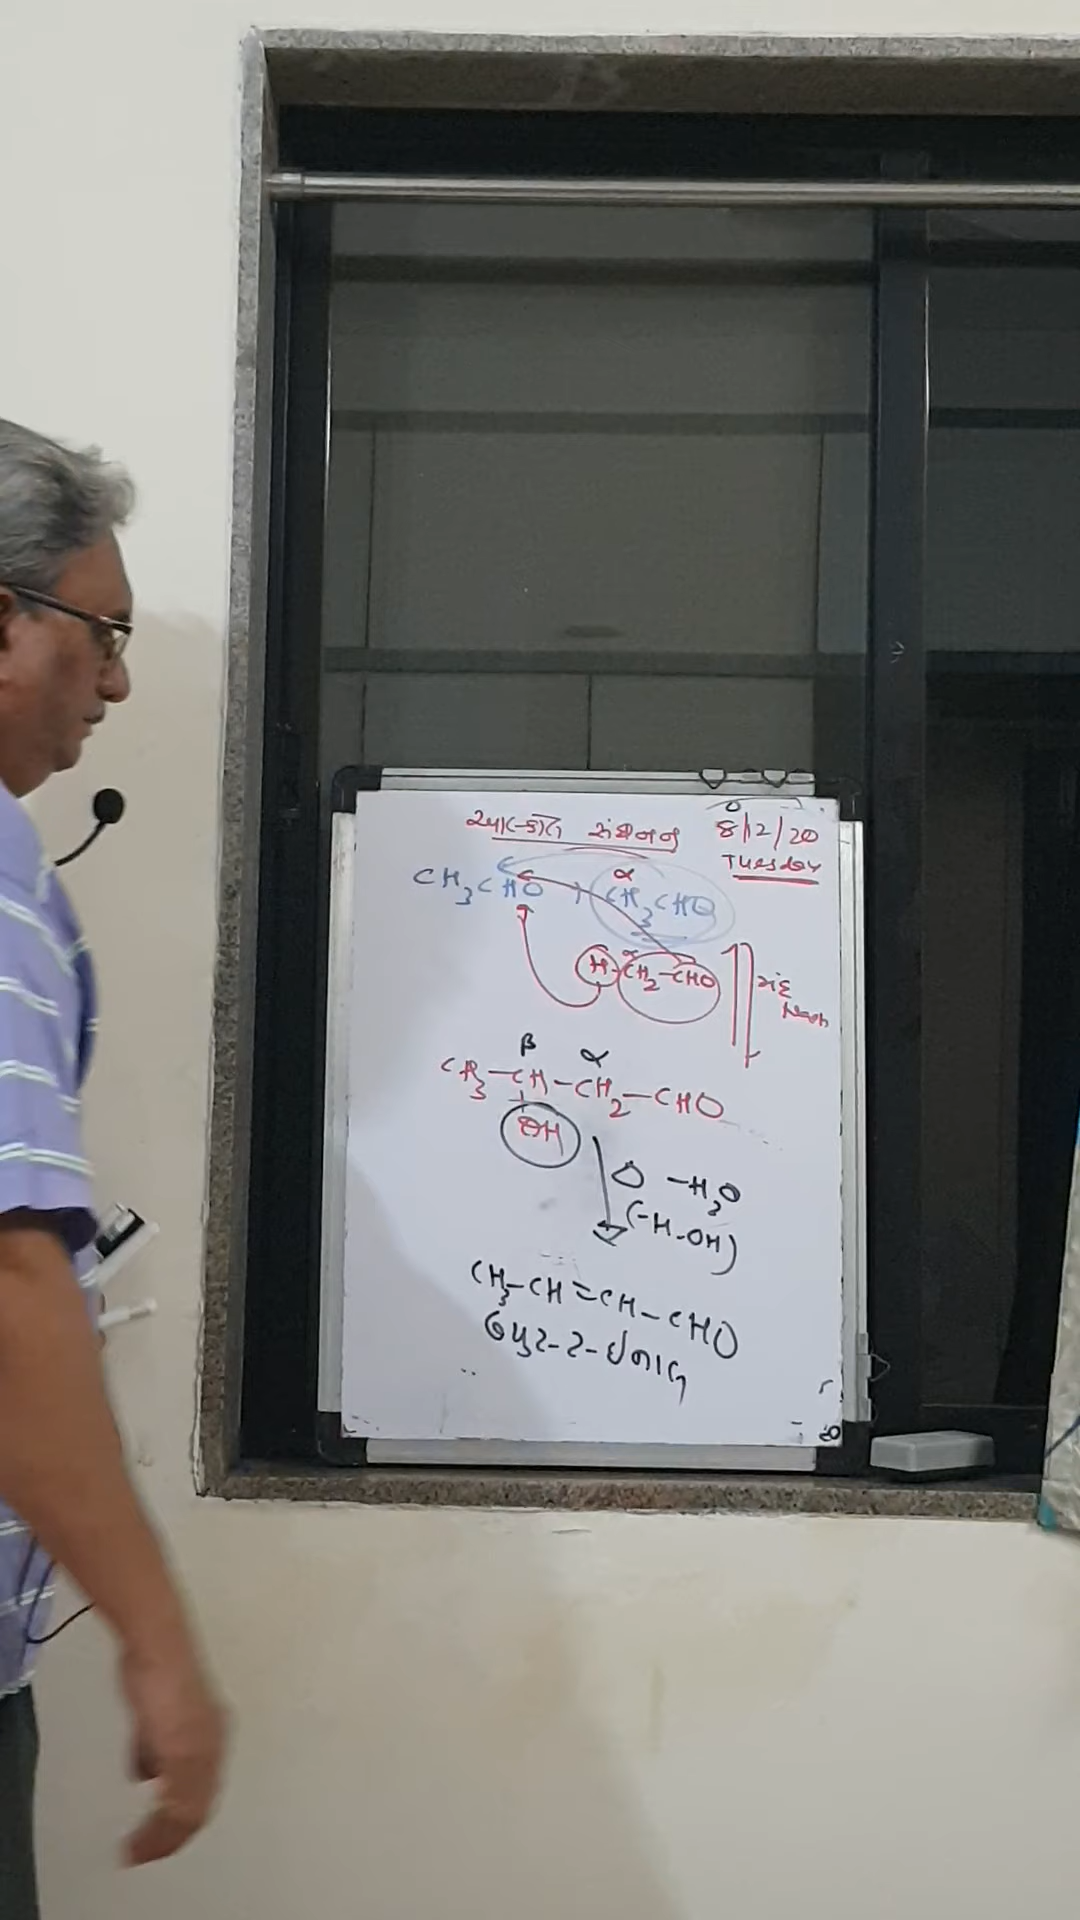 આલ્ડોલ સંઘનન 8/12/20
Tuesday
CH3CHO , CH3CHO
α
H-CH2-CHO
α
મંદ
β α
CH3-CH-CH2-CHO
OH
Δ -H2O
(-H-OH)
CH3-CH=CH-CHO
બ્યુટ-2-ઈનાલ